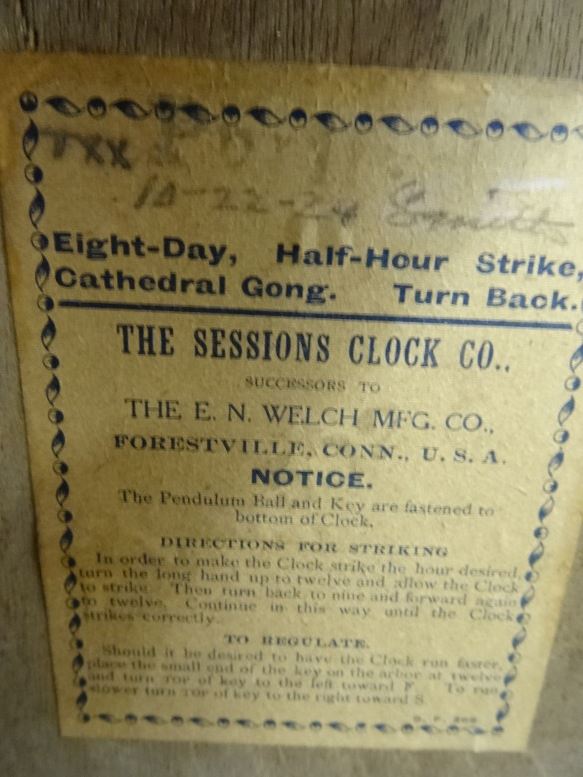 10-22-24
Eight-Day, Half-Hour Strike,
Cathedral Gong. Turn Back.
THE SESSIONS CLOCK CO.,
SUCCESSORS TO
THE E. N. WELCH MFG. CO.,
FORESTVILLE, CONN., U. S. A.
NOTICE.
The Pendulum Ball and Key are fastened to
bottom of Clock.
DIRECTIONS FOR STRIKING
In order to make the Clock strike the hour desired,
turn the long hand up to twelve and allow the Clock
to strike. Then turn back to nine and forward again
to twelve. Continue in this way until the Clock
strikes correctly.
TO REGULATE.
Should it be desired to have the Clock run faster,
place the small end of the key on the arbor at twelve
and turn TOP of key to the left toward F. To run
slower turn TOP of key to the right toward S.